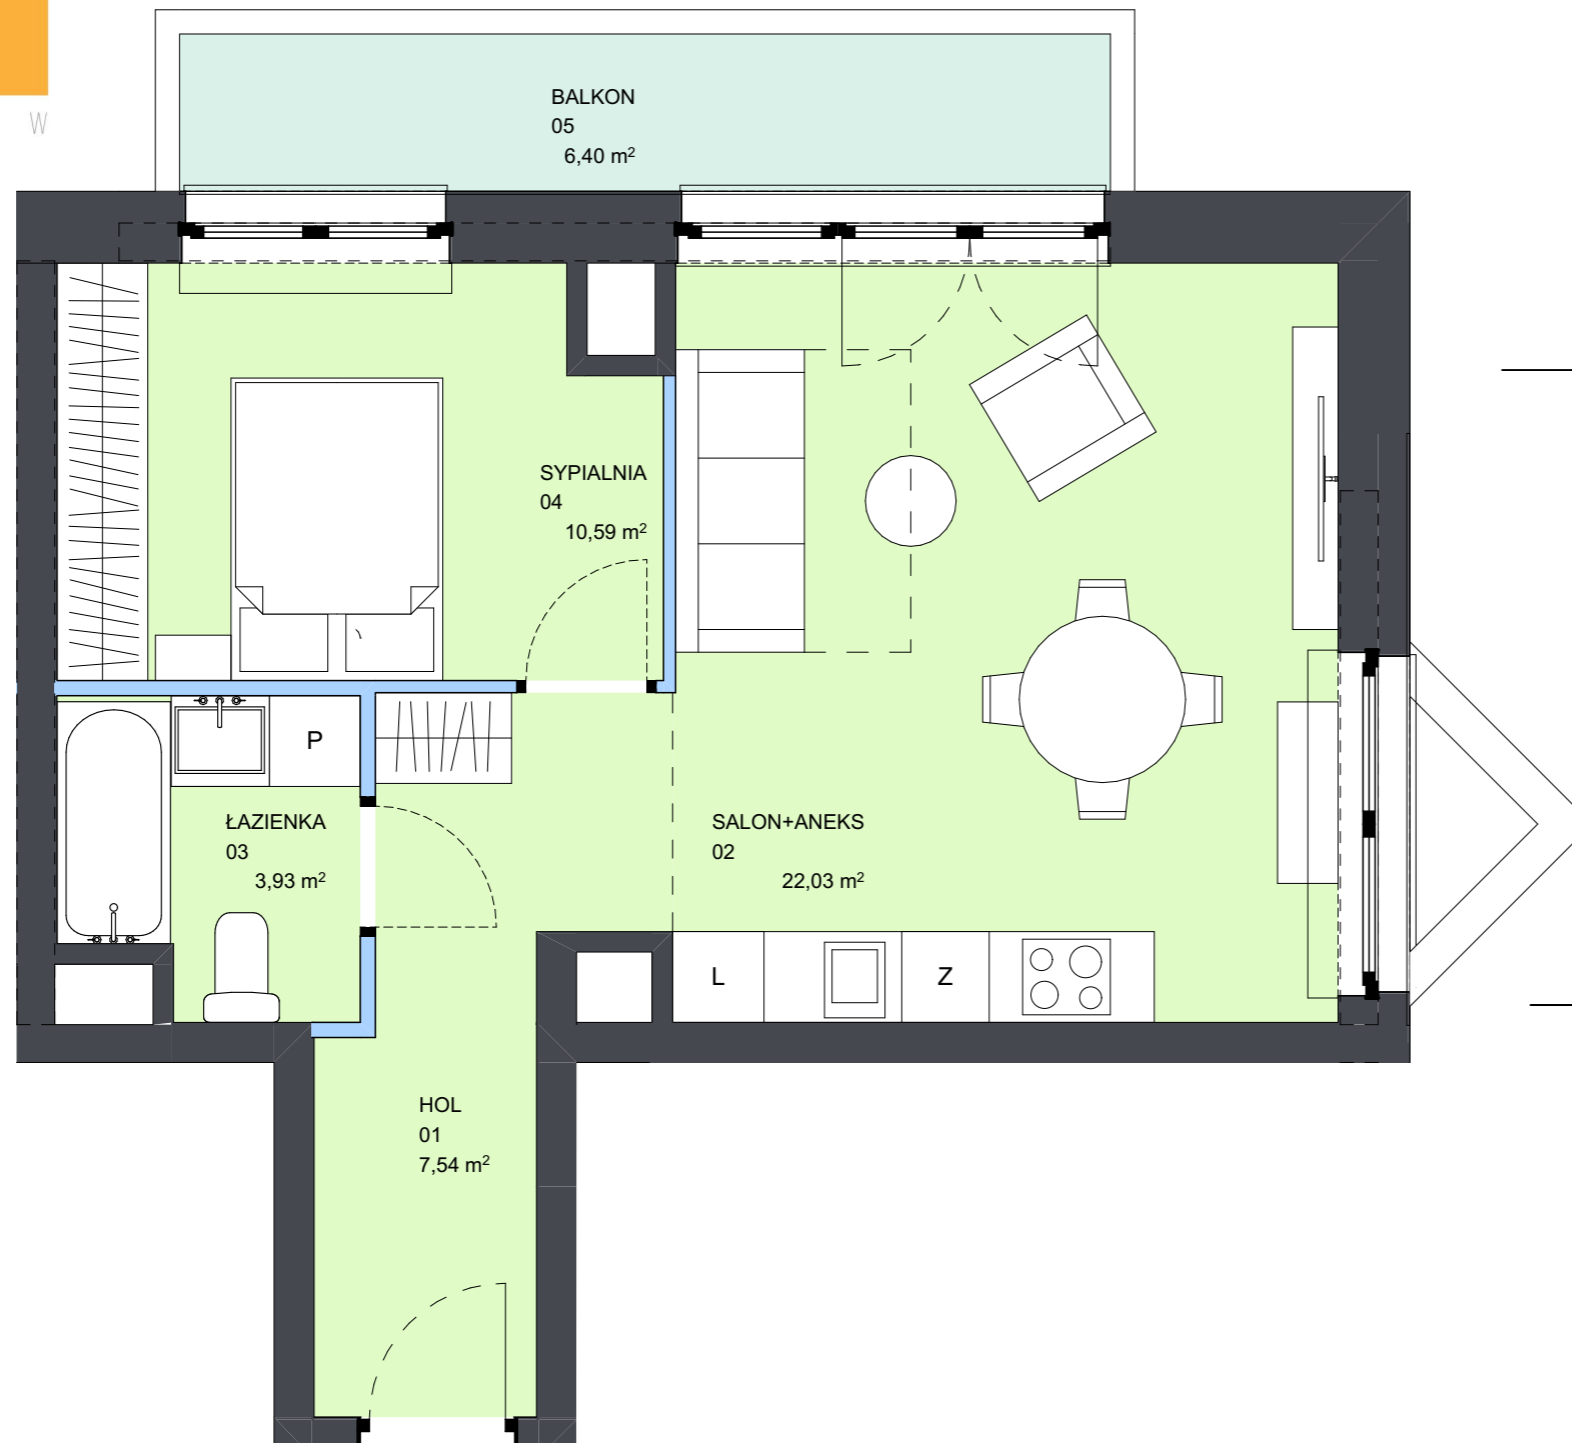 W
BALKON
05
6,40 m²
SYPIALNIA
04
10,59 m²
P
ŁAZIENKA
03
3,93 m²
SALON+ANEKS
02
22,03 m²
L
Z
HOL
01
7,54 m²